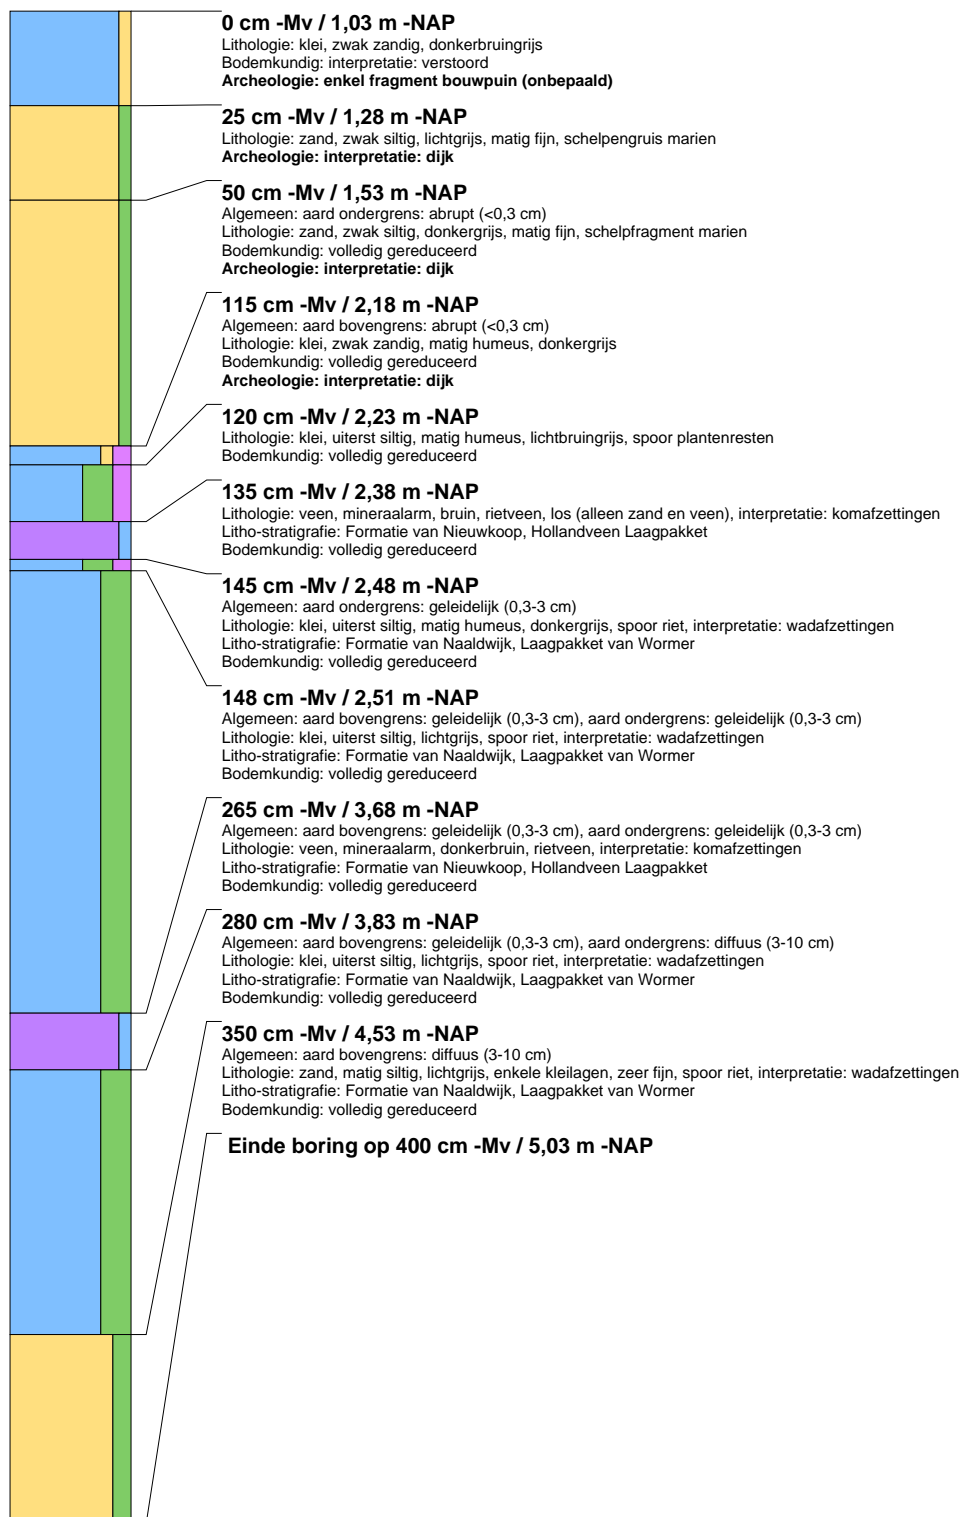 0 cm -Mv / 1,03 m -NAP
Lithologie: klei, zwak zandig, donkerbruingrijs
Bodemkundig: interpretatie: verstoord
Archeologie: enkel fragment bouwpuin (onbepaald)
25 cm -Mv / 1,28 m -NAP
Lithologie: zand, zwak siltig, lichtgrijs, matig fijn, schelpengruis marien
Archeologie: interpretatie: dijk
50 cm -Mv / 1,53 m -NAP
Algemeen: aard ondergrens: abrupt (<0,3 cm)
Lithologie: zand, zwak siltig, donkergrijs, matig fijn, schelpfragment marien
Bodemkundig: volledig gereduceerd
Archeologie: interpretatie: dijk
115 cm -Mv / 2,18 m -NAP
Algemeen: aard bovengrens: abrupt (<0,3 cm)
Lithologie: klei, zwak zandig, matig humeus, donkergrijs
Bodemkundig: volledig gereduceerd
Archeologie: interpretatie: dijk
120 cm -Mv / 2,23 m -NAP
Lithologie: klei, uiterst siltig, matig humeus, lichtbruingrijs, spoor plantenresten
Bodemkundig: volledig gereduceerd
135 cm -Mv / 2,38 m -NAP
Lithologie: veen, mineraalarm, bruin, rietveen, los (alleen zand en veen), interpretatie: komafzettingen
Litho-stratigrafie: Formatie van Nieuwkoop, Hollandveen Laagpakket
Bodemkundig: volledig gereduceerd
145 cm -Mv / 2,48 m -NAP
Algemeen: aard ondergrens: geleidelijk (0,3-3 cm)
Lithologie: klei, uiterst siltig, matig humeus, donkergrijs, spoor riet, interpretatie: wadafzettingen
Litho-stratigrafie: Formatie van Naaldwijk, Laagpakket van Wormer
Bodemkundig: volledig gereduceerd
148 cm -Mv / 2,51 m -NAP
Algemeen: aard bovengrens: geleidelijk (0,3-3 cm), aard ondergrens: geleidelijk (0,3-3 cm)
Lithologie: klei, uiterst siltig, lichtgrijs, spoor riet, interpretatie: wadafzettingen
Litho-stratigrafie: Formatie van Naaldwijk, Laagpakket van Wormer
Bodemkundig: volledig gereduceerd
265 cm -Mv / 3,68 m -NAP
Algemeen: aard bovengrens: geleidelijk (0,3-3 cm), aard ondergrens: geleidelijk (0,3-3 cm)
Lithologie: veen, mineraalarm, donkerbruin, rietveen, interpretatie: komafzettingen
Litho-stratigrafie: Formatie van Nieuwkoop, Hollandveen Laagpakket
Bodemkundig: volledig gereduceerd
280 cm -Mv / 3,83 m -NAP
Algemeen: aard bovengrens: geleidelijk (0,3-3 cm), aard ondergrens: diffuus (3-10 cm)
Lithologie: klei, uiterst siltig, lichtgrijs, spoor riet, interpretatie: wadafzettingen
Litho-stratigrafie: Formatie van Naaldwijk, Laagpakket van Wormer
Bodemkundig: volledig gereduceerd
350 cm -Mv / 4,53 m -NAP
Algemeen: aard bovengrens: diffuus (3-10 cm)
Lithologie: zand, matig siltig, lichtgrijs, enkele kleilagen, zeer fijn, spoor riet, interpretatie: wadafzettingen
Litho-stratigrafie: Formatie van Naaldwijk, Laagpakket van Wormer
Bodemkundig: volledig gereduceerd
Einde boring op 400 cm -Mv / 5,03 m -NAP